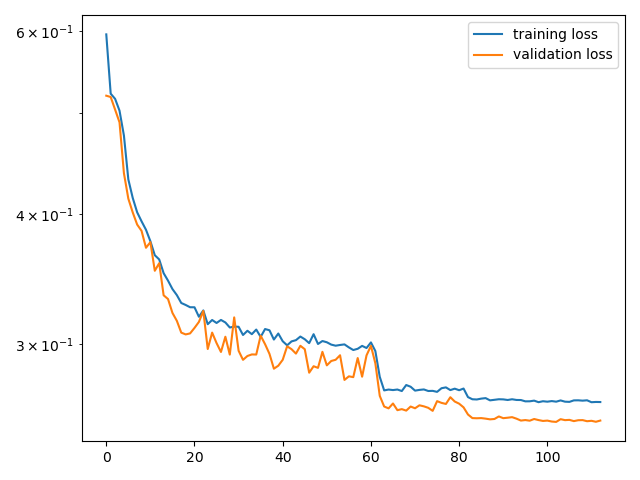 6 × 10⁻¹
4 × 10⁻¹
3 × 10⁻¹
training loss
validation loss
0 20 40 60 80 100